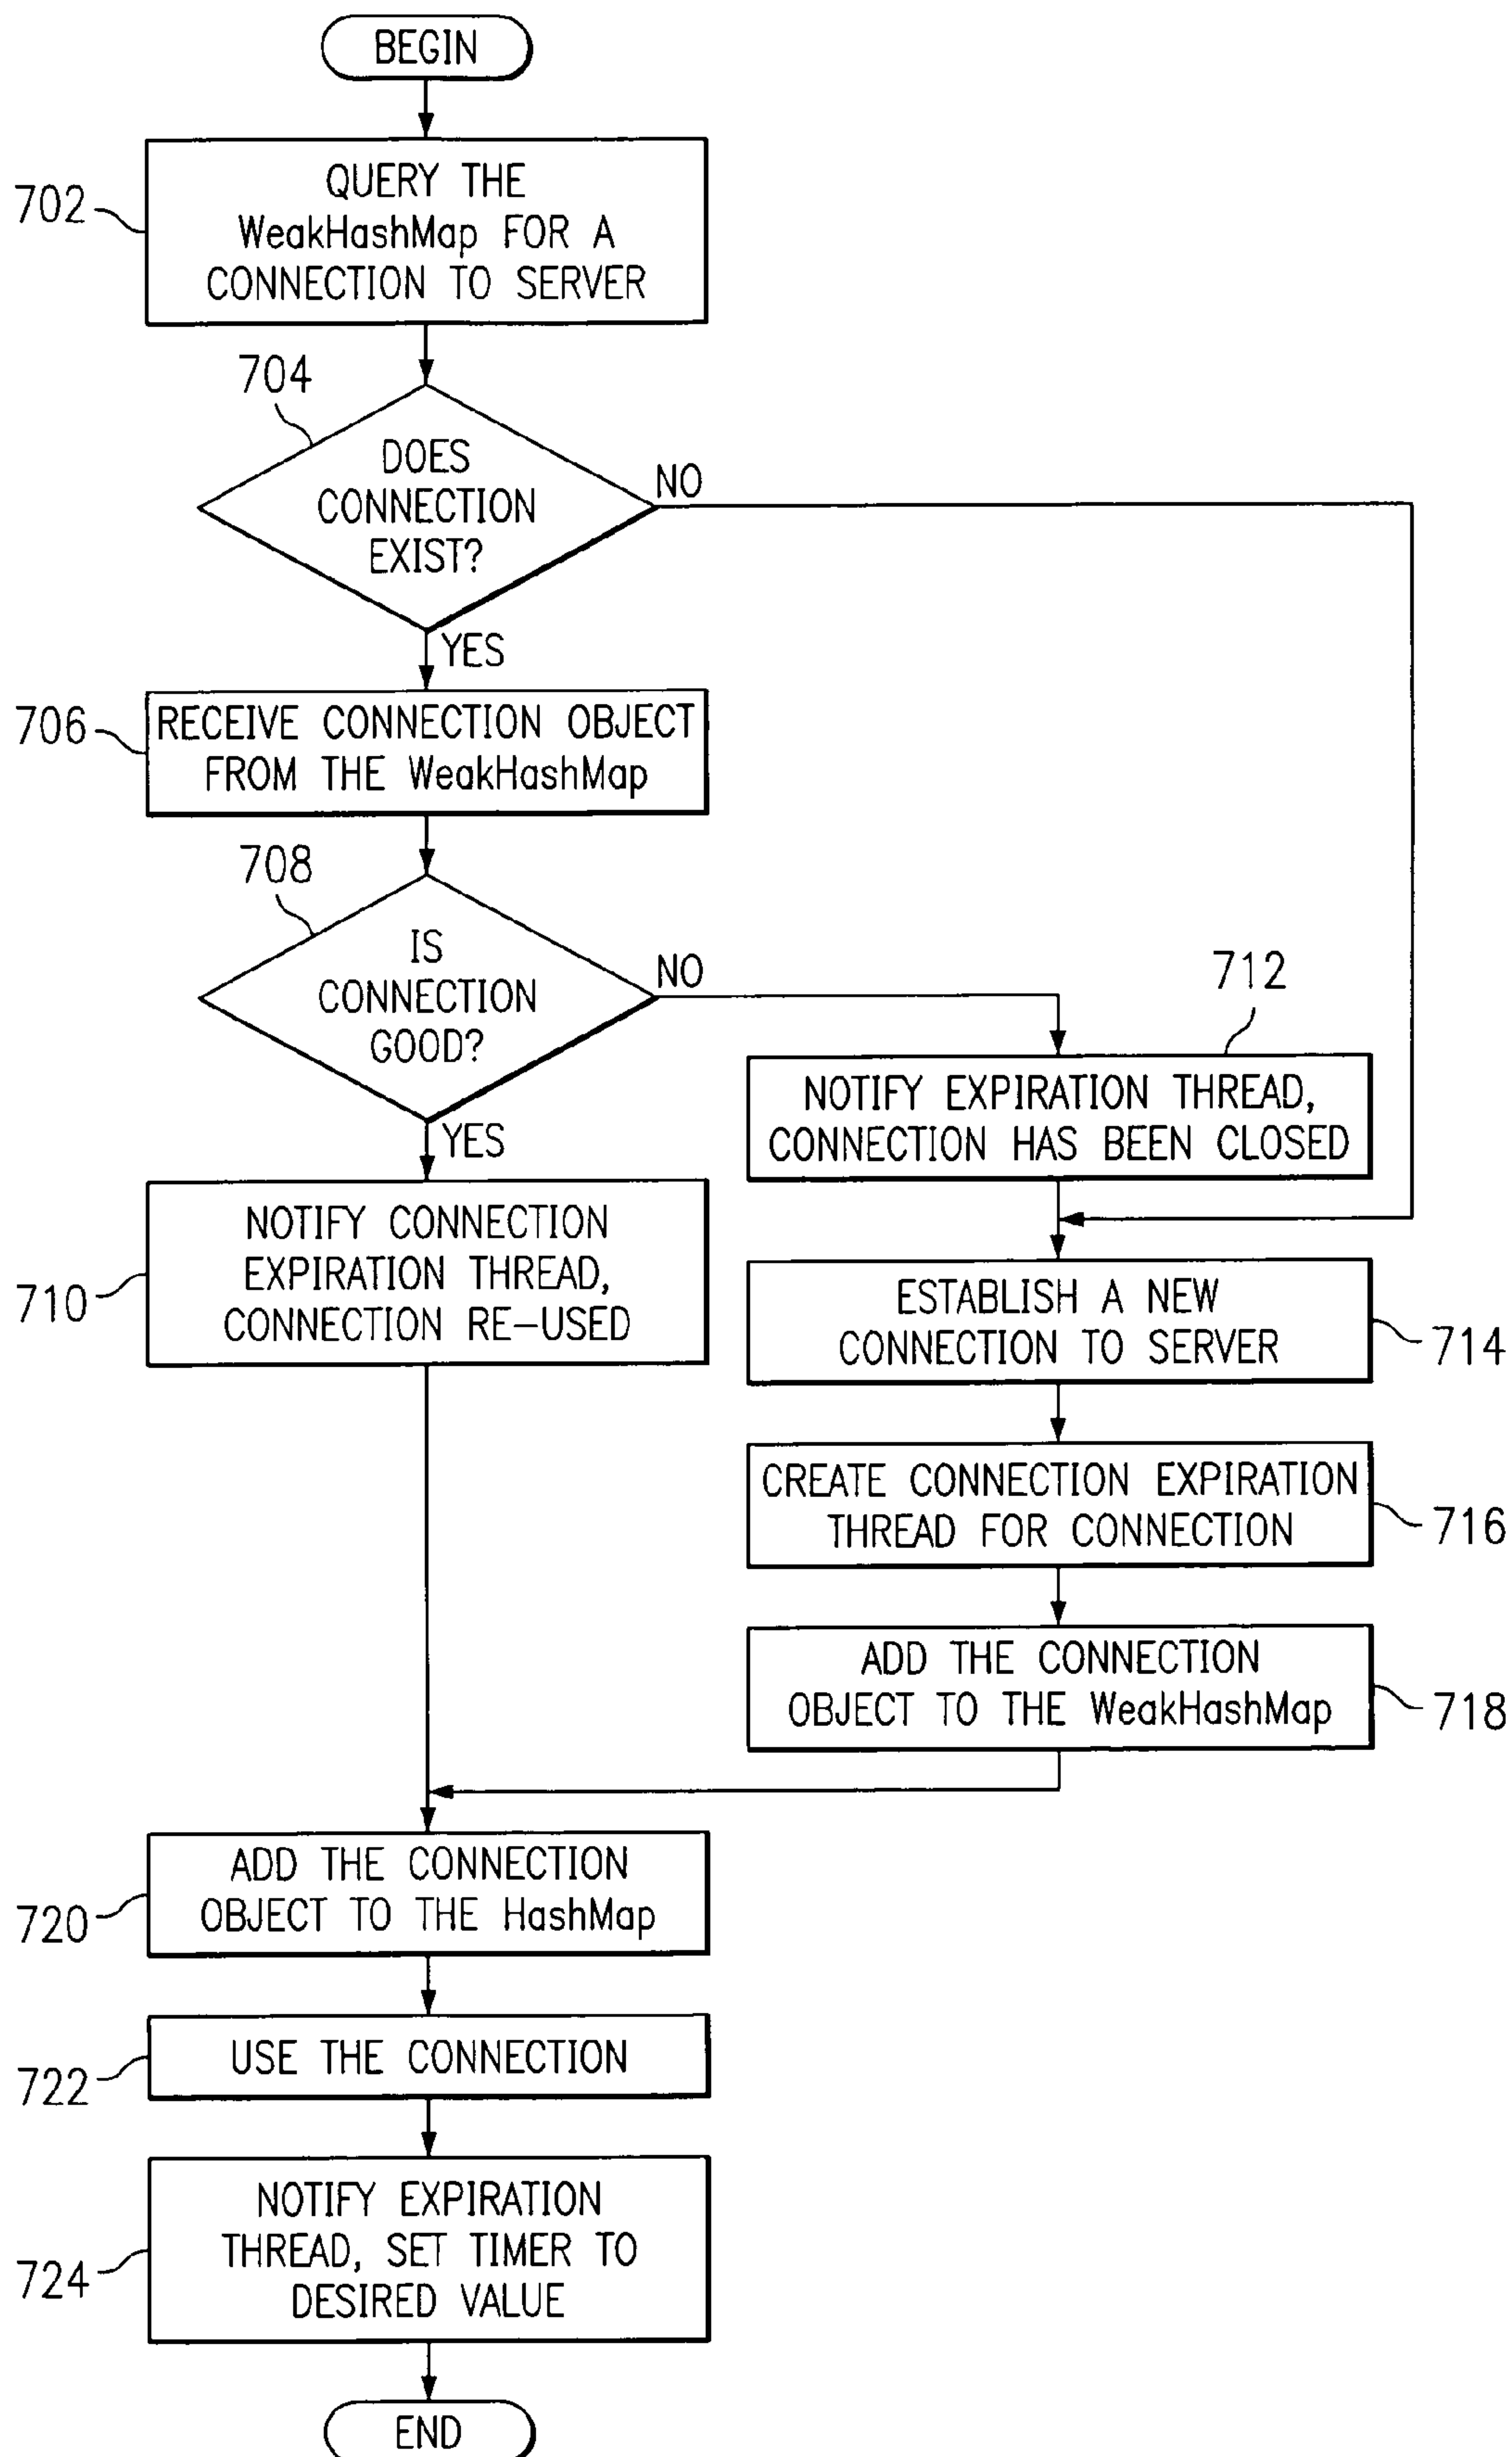 BEGIN
702
QUERY THE
WeakHashMap FOR A
CONNECTION TO SERVER
704
DOES
CONNECTION
EXIST?
NO
YES
706
RECEIVE CONNECTION OBJECT
FROM THE WeakHashMap
708
IS
CONNECTION
GOOD?
NO
YES
712
NOTIFY EXPIRATION THREAD,
CONNECTION HAS BEEN CLOSED
710
NOTIFY CONNECTION
EXPIRATION THREAD,
CONNECTION RE-USED
ESTABLISH A NEW
CONNECTION TO SERVER
714
CREATE CONNECTION EXPIRATION
THREAD FOR CONNECTION
716
ADD THE CONNECTION
OBJECT TO THE WeakHashMap
718
720
ADD THE CONNECTION
OBJECT TO THE HashMap
722
USE THE CONNECTION
724
NOTIFY EXPIRATION
THREAD, SET TIMER TO
DESIRED VALUE
END